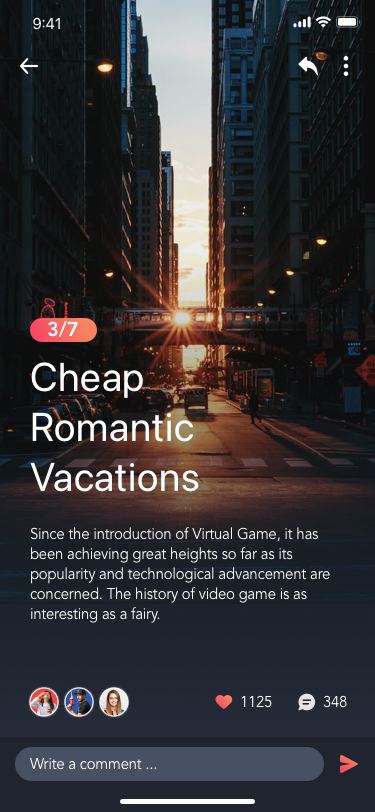 9:41
3/7
Cheap
Romantic
Vacations
Since the introduction of Virtual Game, it has
been achieving great heights so far as its
popularity and technological advancement are
concerned. The history of video game is as
interesting as a fairy.
1125
348
Write a comment ...